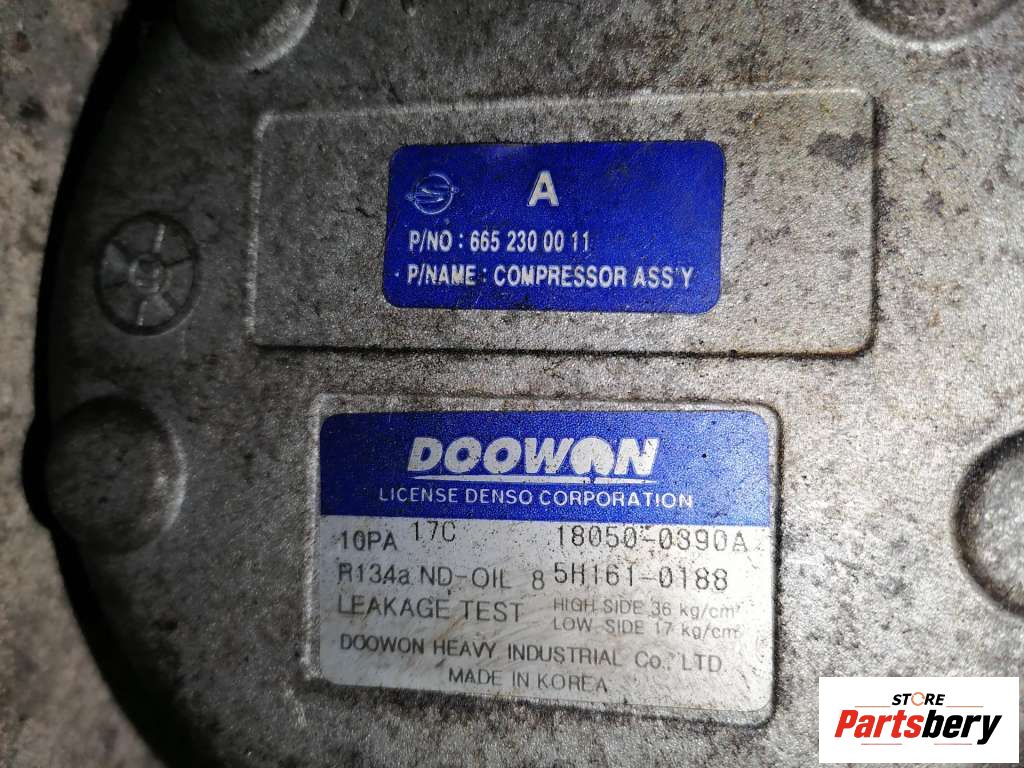 A
P/NO : 665 230 00 11
P/NAME : COMPRESSOR ASS'Y
DOOWON
LICENSE DENSO CORPORATION
10PA 17C 18050-0390A
R134a ND-OIL 8 5H161-0188
LEAKAGE TEST HIGH SIDE 36 kg/cm²
LOW SIDE 17 kg/cm²
DOOWON HEAVY INDUSTRIAL Co., LTD
MADE IN KOREA
STORE
Partsbery